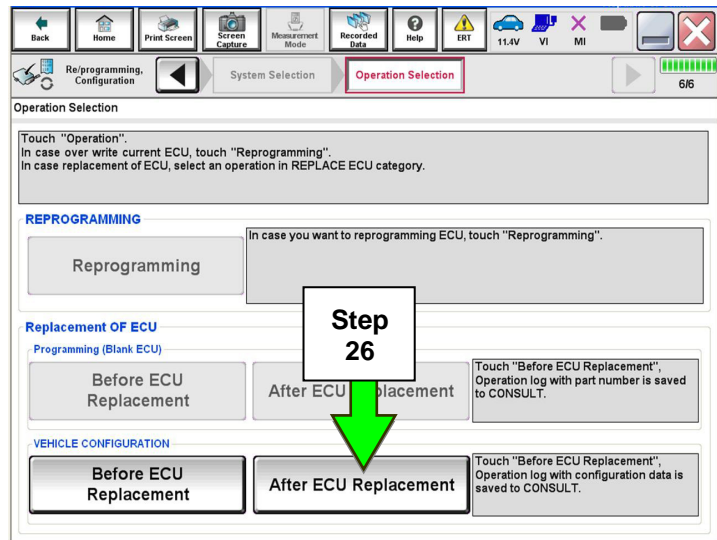 Back
Home
Print Screen
Screen
Capture
Measurement
Mode
Recorded
Data
Help
ERT
11.4V
VI
MI
Re/programming,
Configuration
System Selection
Operation Selection
6/6
Operation Selection
Touch "Operation".
In case over write current ECU, touch "Reprogramming".
In case replacement of ECU, select an operation in REPLACE ECU category.
REPROGRAMMING
Reprogramming
In case you want to reprogramming ECU, touch "Reprogramming".
Step
26
Replacement OF ECU
Programming (Blank ECU)
Before ECU
Replacement
After ECU placement
Touch "Before ECU Replacement",
Operation log with part number is saved
to CONSULT.
VEHICLE CONFIGURATION
Before ECU
Replacement
After ECU Replacement
Touch "Before ECU Replacement",
Operation log with configuration data is
saved to CONSULT.